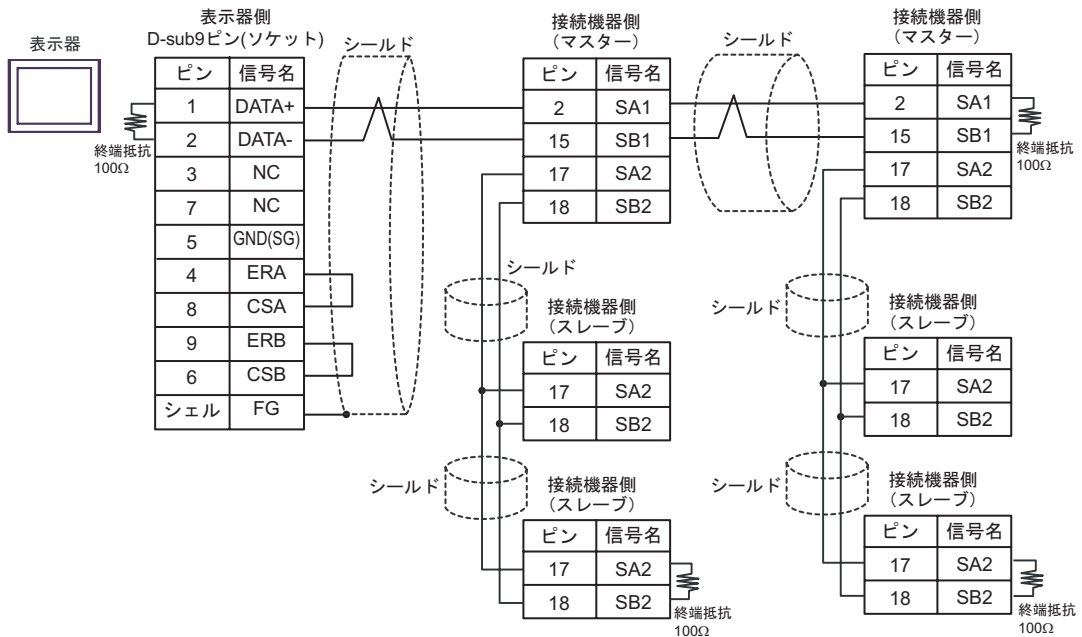 表示器
表示器側
D-sub9ピン(ソケット)
ピン 信号名
1 DATA+
2 DATA-
3 NC
7 NC
5 GND(SG)
4 ERA
8 CSA
9 ERB
6 CSB
シェル FG
終端抵抗
100Ω
シールド
接続機器側
（マスター）
ピン 信号名
2 SA1
15 SB1
17 SA2
18 SB2
シールド
接続機器側
（マスター）
ピン 信号名
2 SA1
15 SB1
17 SA2
18 SB2
終端抵抗
100Ω
シールド
接続機器側
（スレーブ）
ピン 信号名
17 SA2
18 SB2
シールド
接続機器側
（スレーブ）
ピン 信号名
17 SA2
18 SB2
終端抵抗
100Ω
シールド
接続機器側
（スレーブ）
ピン 信号名
17 SA2
18 SB2
シールド
接続機器側
（スレーブ）
ピン 信号名
17 SA2
18 SB2
終端抵抗
100Ω